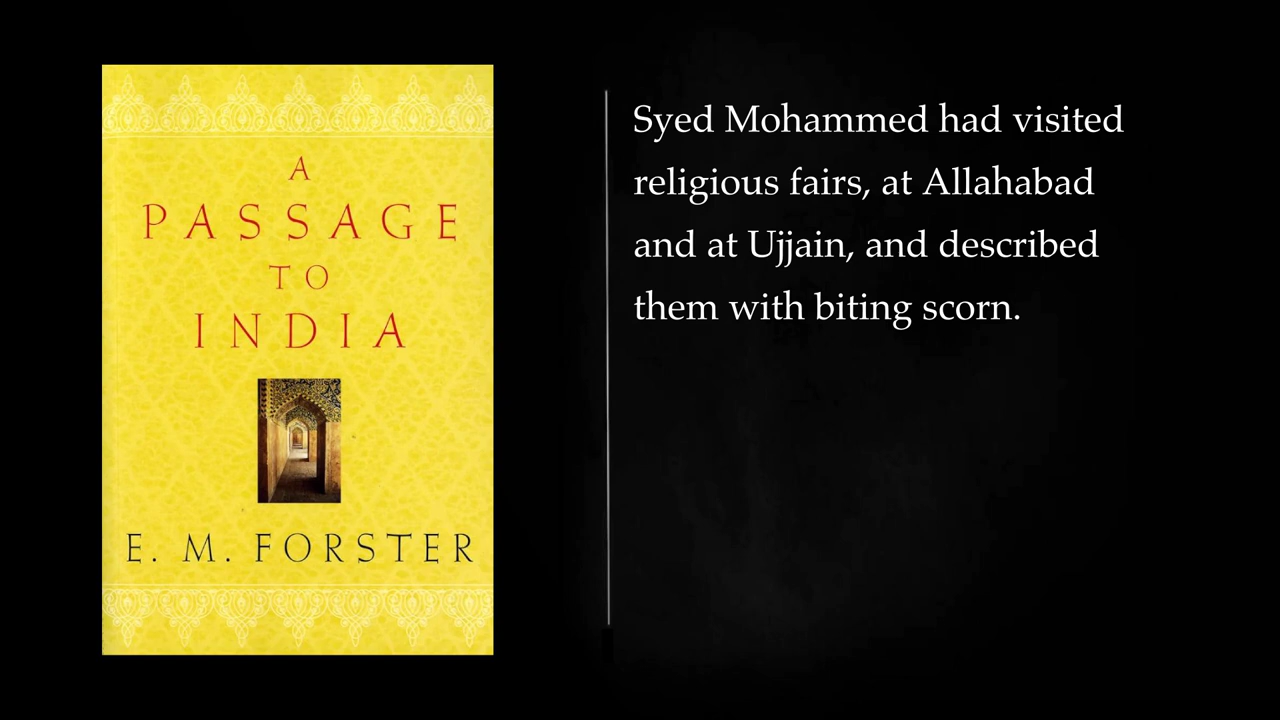 A
PASSAGE
TO
INDIA
E. M. FORSTER
Syed Mohammed had visited
religious fairs, at Allahabad
and at Ujjain, and described
them with biting scorn.